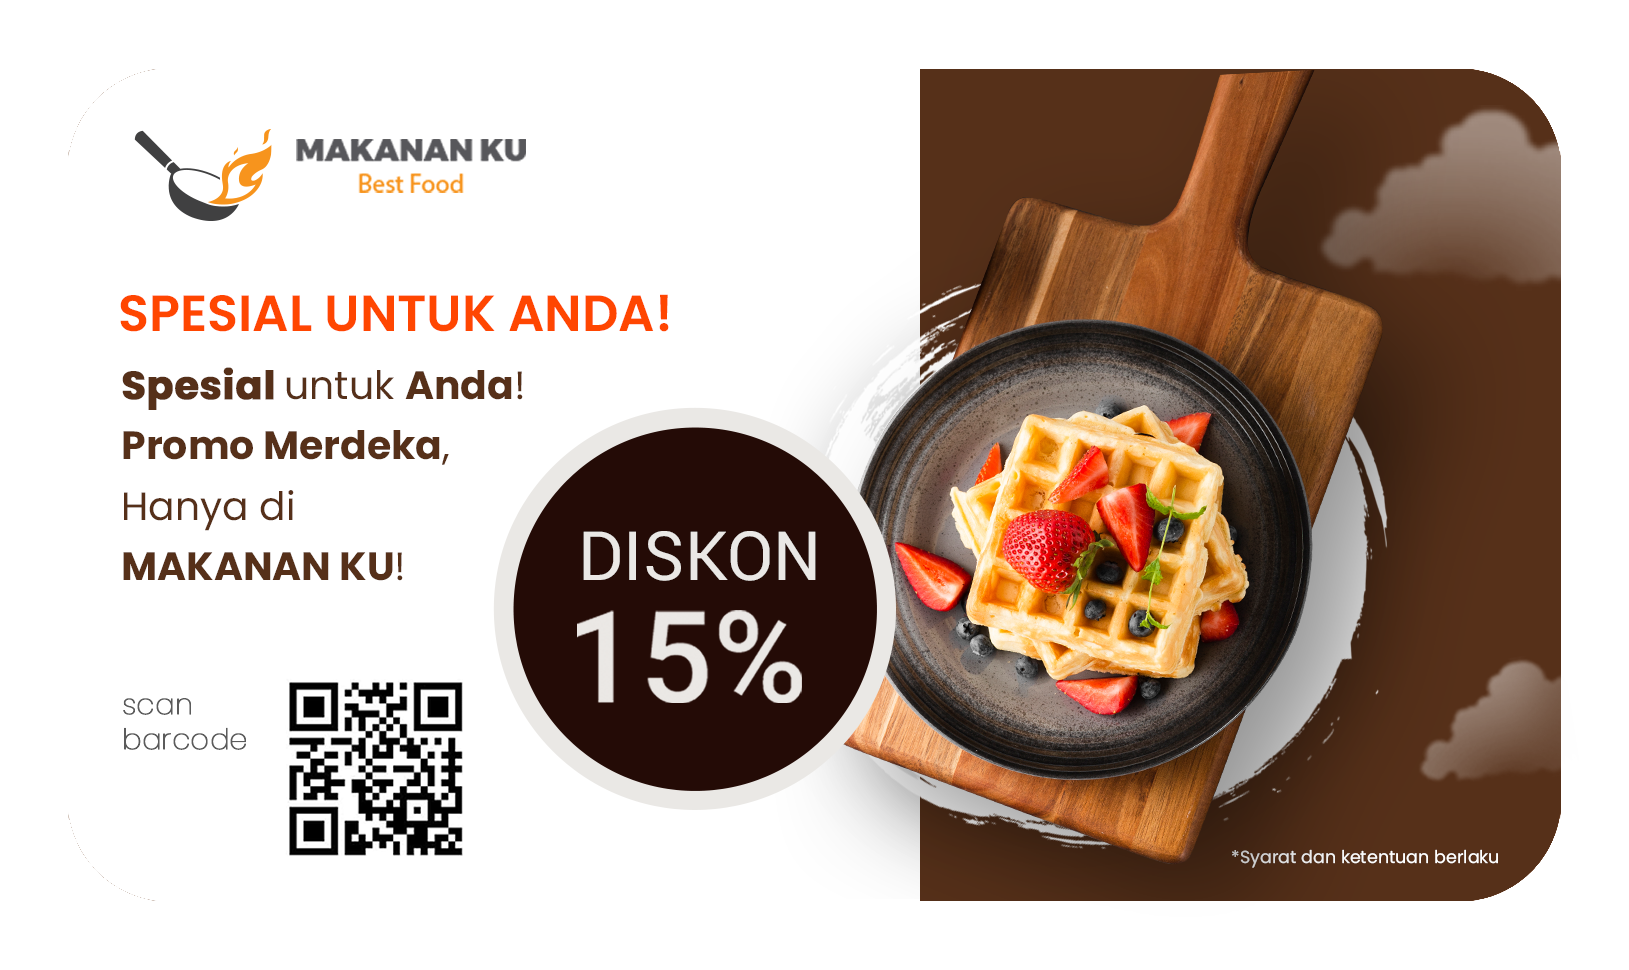 MAKANAN KU
Best Food
SPESIAL UNTUK ANDA!
Spesial untuk Anda!
Promo Merdeka,
Hanya di
MAKANAN KU!
DISKON
15%
scan
barcode
*Syarat dan ketentuan berlaku